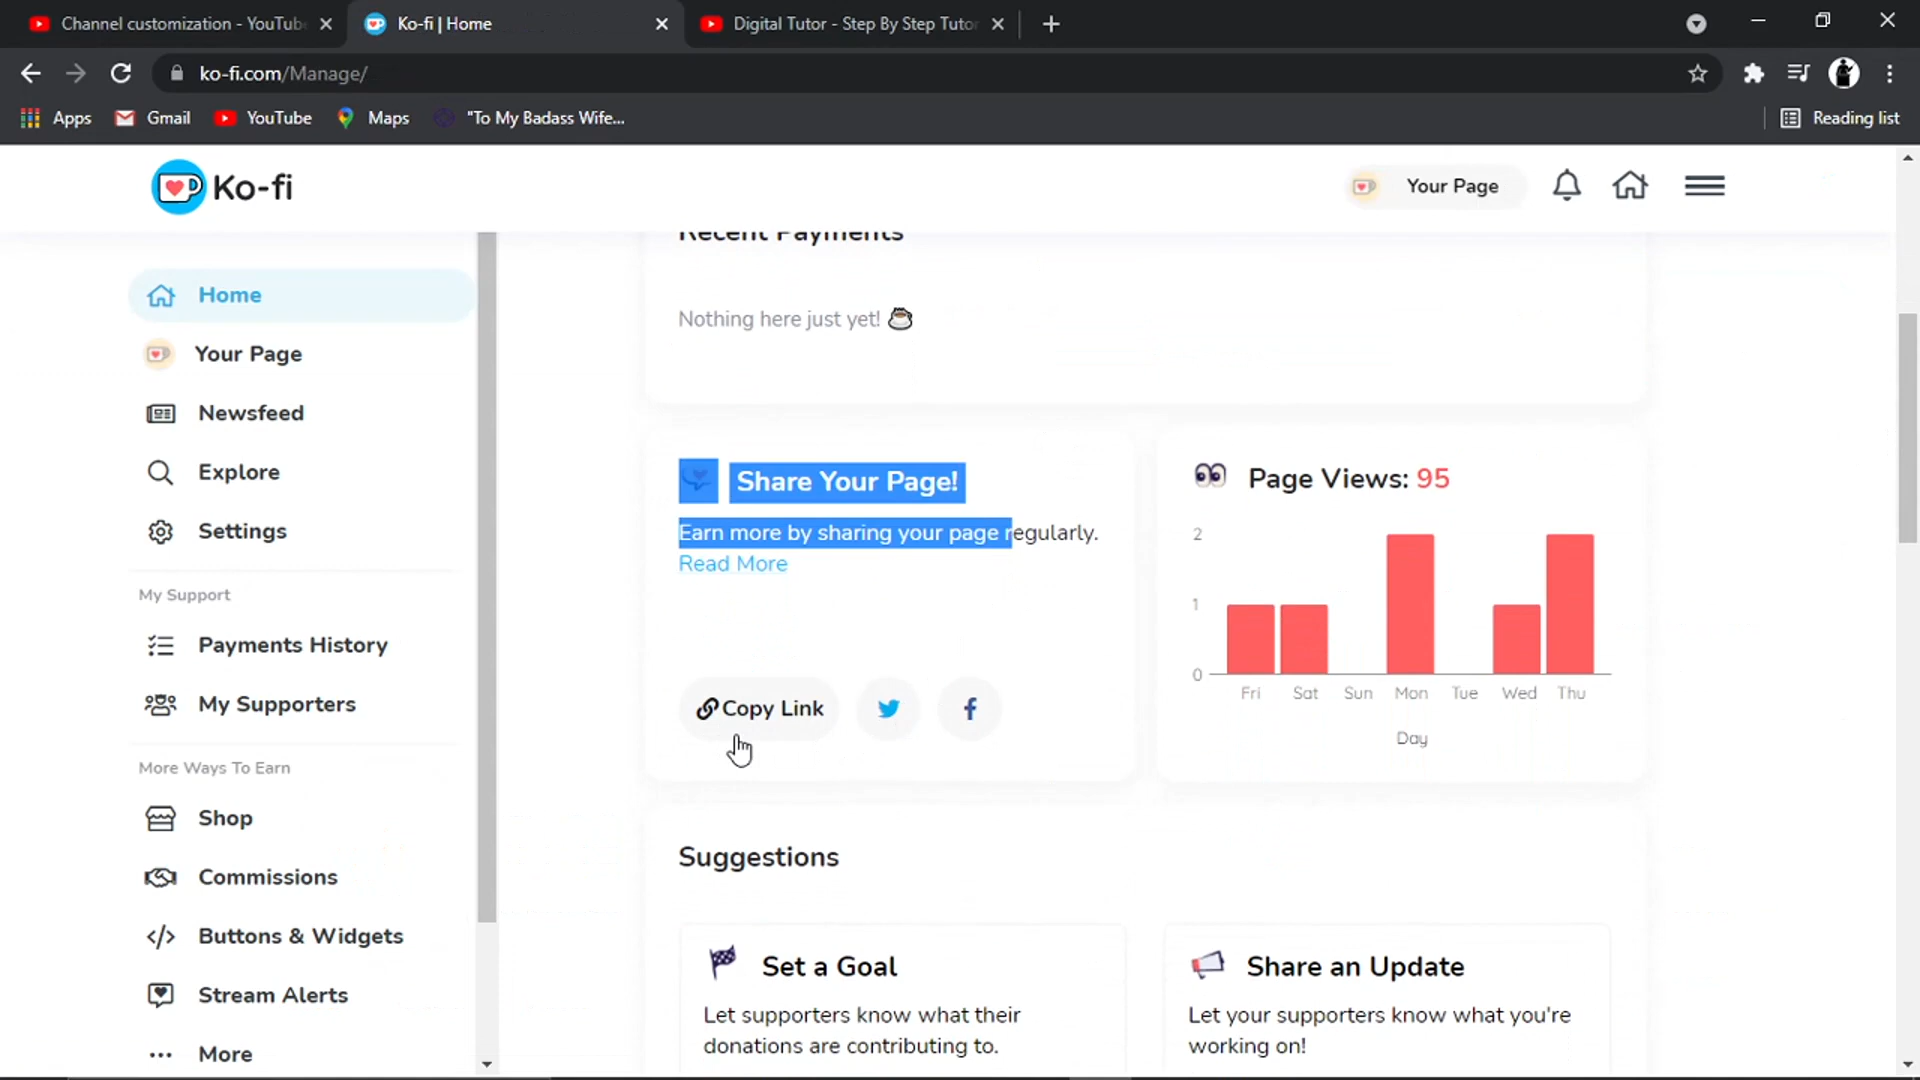 Channel customization - YouTub
Ko-fi | Home
Digital Tutor - Step By Step Tutor
ko-fi.com/Manage/
Apps
Gmail
YouTube
Maps
"To My Badass Wife...
Reading list
Ko-fi
Your Page
Home
Your Page
Newsfeed
Explore
Settings
My Support
Payments History
My Supporters
More Ways To Earn
Shop
Commissions
Buttons & Widgets
Stream Alerts
More
Recent Payments
Nothing here just yet!
Share Your Page!
Earn more by sharing your page regularly.
Read More
Copy Link
Page Views: 95
2
1
0
Fri Sat Sun Mon Tue Wed Thu
Day
Suggestions
Set a Goal
Let supporters know what their
donations are contributing to.
Share an Update
Let your supporters know what you're
working on!